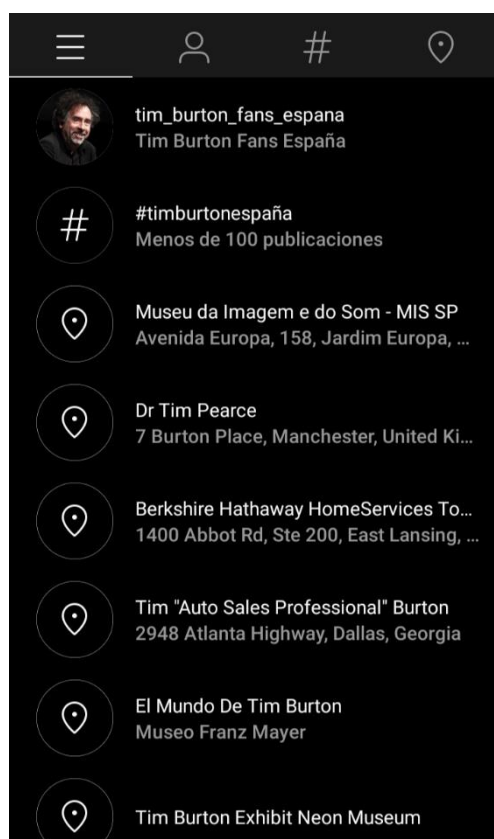 tim_burton_fans_espana
Tim Burton Fans España
#timburtonespaña
Menos de 100 publicaciones
Museu da Imagem e do Som - MIS SP
Avenida Europa, 158, Jardim Europa, ...
Dr Tim Pearce
7 Burton Place, Manchester, United Ki...
Berkshire Hathaway HomeServices To...
1400 Abbot Rd, Ste 200, East Lansing, ...
Tim "Auto Sales Professional" Burton
2948 Atlanta Highway, Dallas, Georgia
El Mundo De Tim Burton
Museo Franz Mayer
Tim Burton Exhibit Neon Museum